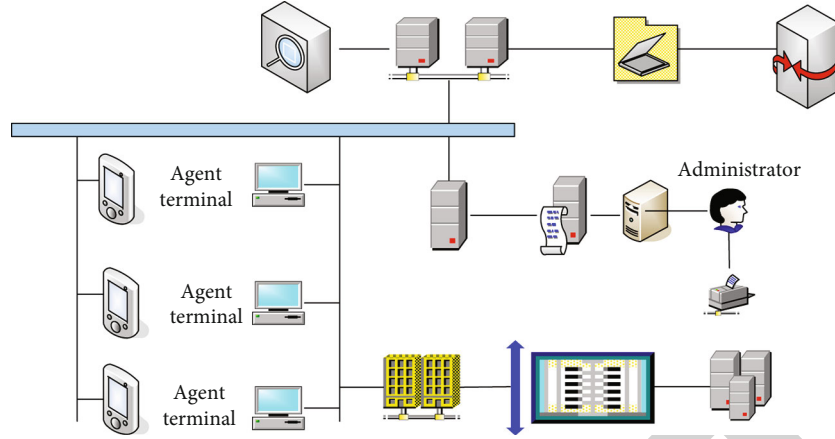 Agent
terminal
Administrator
Agent
terminal
Agent
terminal